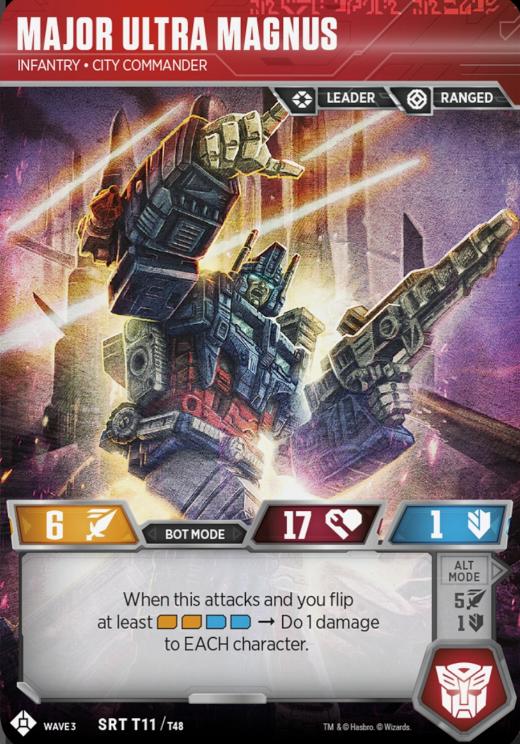 MAJOR ULTRA MAGNUS
INFANTRY • CITY COMMANDER
LEADER
RANGED
6
BOT MODE
17
1
ALT
MODE
5
1
When this attacks and you flip
at least → Do 1 damage
to EACH character.
WAVE 3 SRT T11 / T48
TM & © Hasbro. © Wizards.